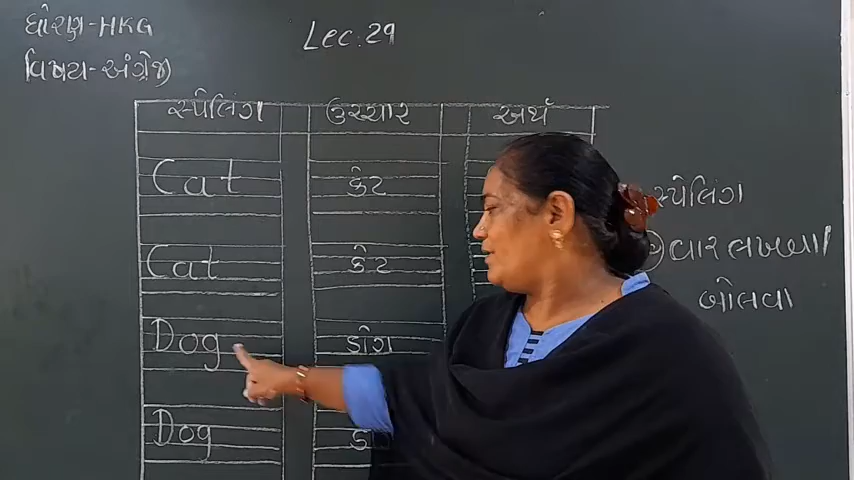 ધોરણ-HKG
Lec.29
વિષય-અંગ્રેજી
સ્પેલિંગ ઉચ્ચાર અર્થ
Cat કેટ
Cat કેટ
Dog ડોગ
Dog
સ્પેલિંગ
વાર લખવા/
બોલવા